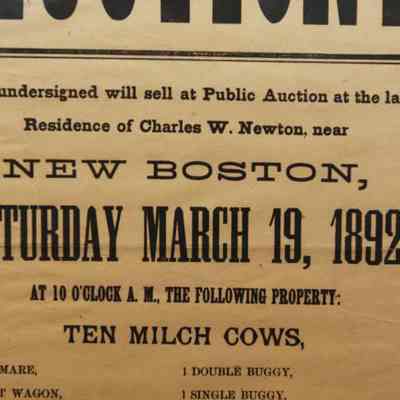 AUCTION!
undersigned will sell at Public Auction at the la
Residence of Charles W. Newton, near
NEW BOSTON,
TURDAY MARCH 19, 1892
AT 10 O'CLOCK A. M., THE FOLLOWING PROPERTY:
TEN MILCH COWS,
MARE,
1 DOUBLE BUGGY,
WAGON,
1 SINGLE BUGGY,